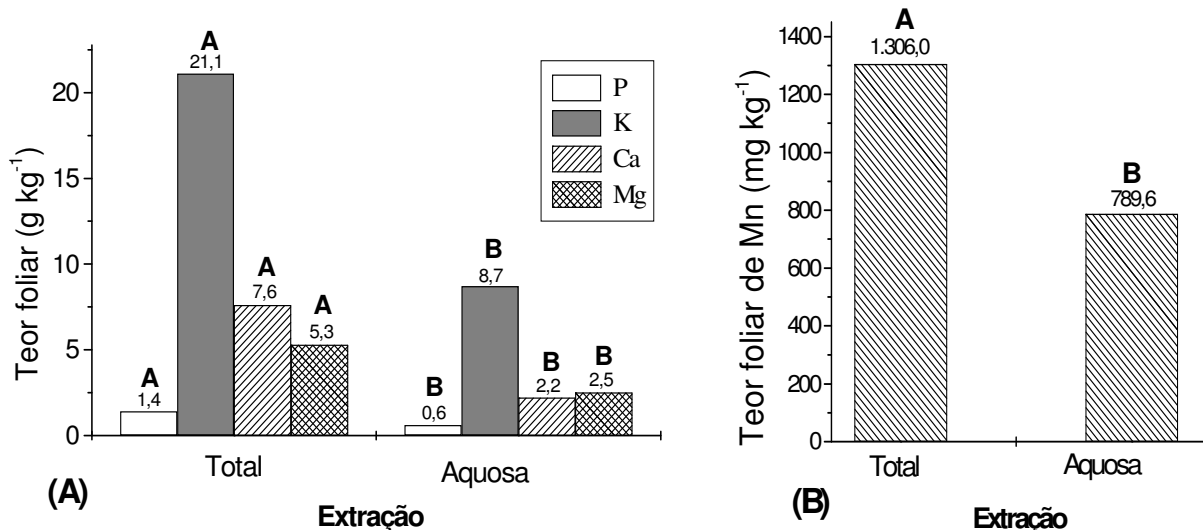 A
21,1
20
15
10
5
0
Teor foliar (g kg-1)
P
K
Ca
Mg
A
1,4
A
7,6
A
5,3
B
0,6
B
8,7
B
2,2
B
2,5
Total
Aquosa
(A)
Extração
A
1.306,0
1400
1200
1000
800
600
400
200
0
Teor foliar de Mn (mg kg-1)
B
789,6
Total
Aquosa
(B)
Extração